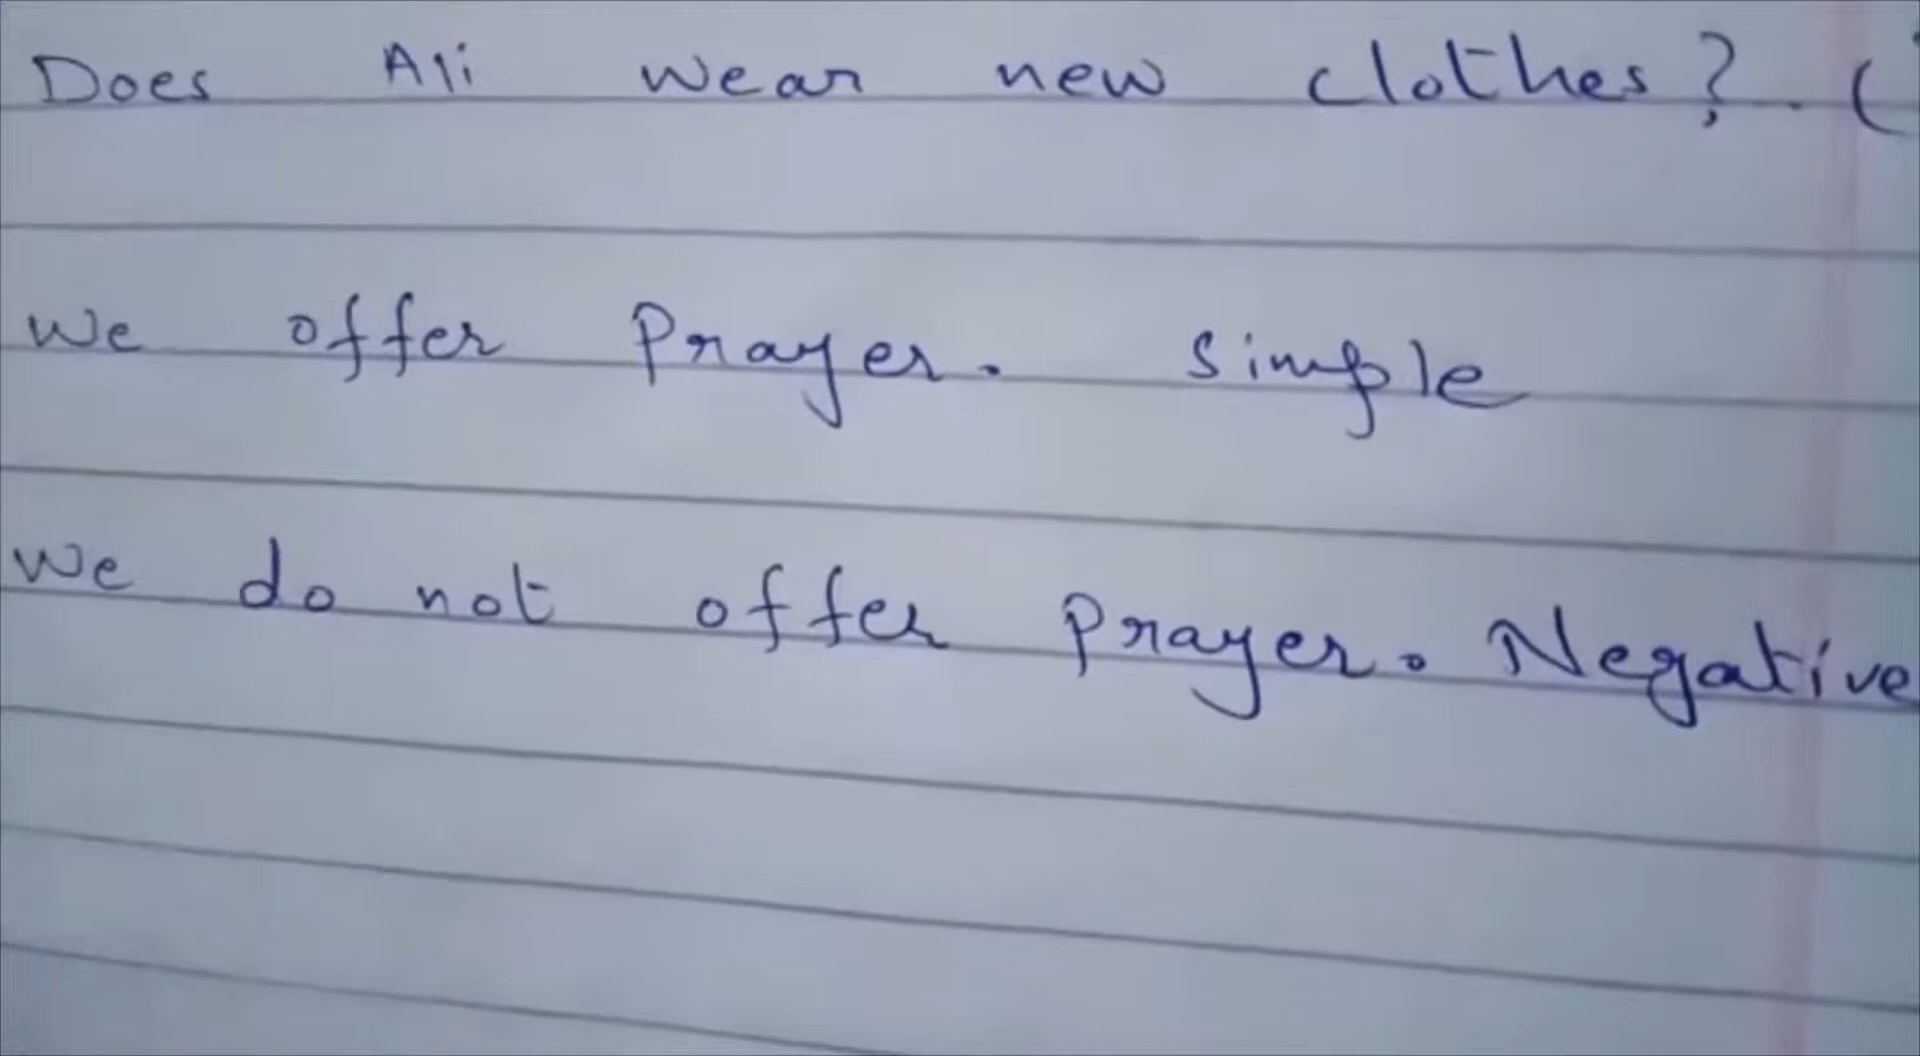 Does Ali wear new clothes? (
We offer Prayer. Simple
We do not offer Prayer. Negative